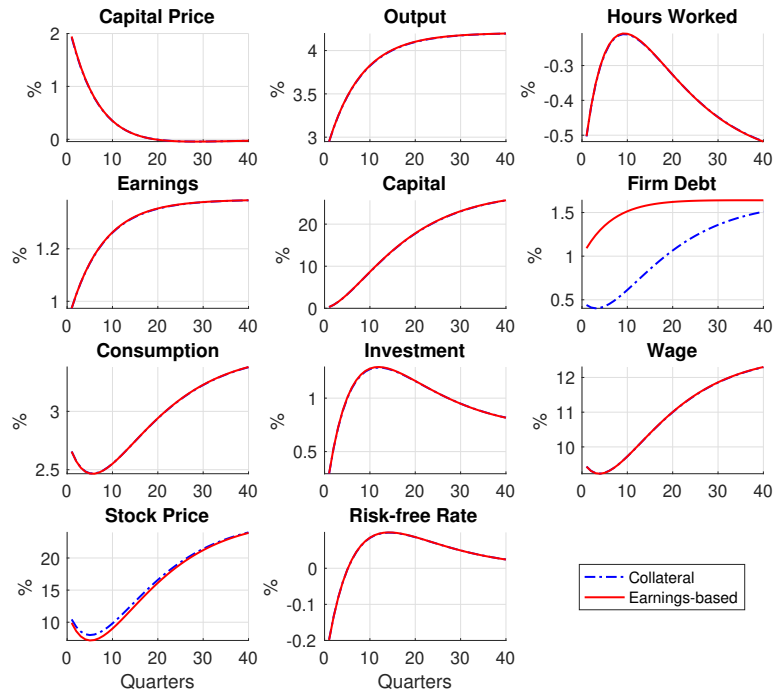 Capital Price
Output
Hours Worked
%
2
1
0
0 10 20 30 40
%
4
3.5
3
0 10 20 30 40
%
-0.3
-0.4
-0.5
0 10 20 30 40
Earnings
Capital
Firm Debt
%
1.2
1
0 10 20 30 40
%
20
10
0
0 10 20 30 40
%
1.5
1
0.5
0 10 20 30 40
Consumption
Investment
Wage
%
3
2.5
0 10 20 30 40
%
1
0.5
0 10 20 30 40
%
12
11
10
0 10 20 30 40
Stock Price
Risk-free Rate
%
20
15
10
0 10 20 30 40
Quarters
%
0
-0.1
-0.2
0 10 20 30 40
Quarters
Collateral
Earnings-based